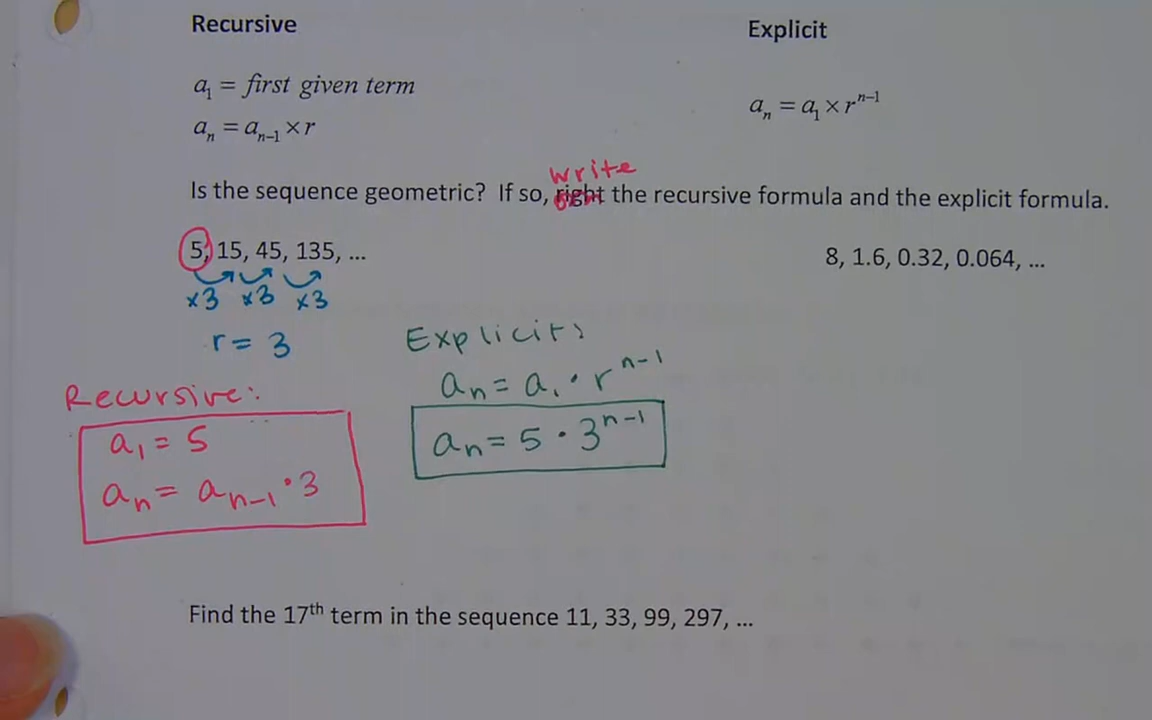 Recursive
Explicit
a₁ = first given term
aₙ = aₙ₋₁ × r
aₙ = a₁ × rⁿ⁻¹
write
Is the sequence geometric? If so, right the recursive formula and the explicit formula.
5, 15, 45, 135, ...
8, 1.6, 0.32, 0.064, ...
×3 ×3 ×3
r = 3
Explicit:
aₙ = a₁ · rⁿ⁻¹
aₙ = 5 · 3ⁿ⁻¹
Recursive:
a₁ = 5
aₙ = aₙ₋₁ · 3
Find the 17ᵗʰ term in the sequence 11, 33, 99, 297, ...